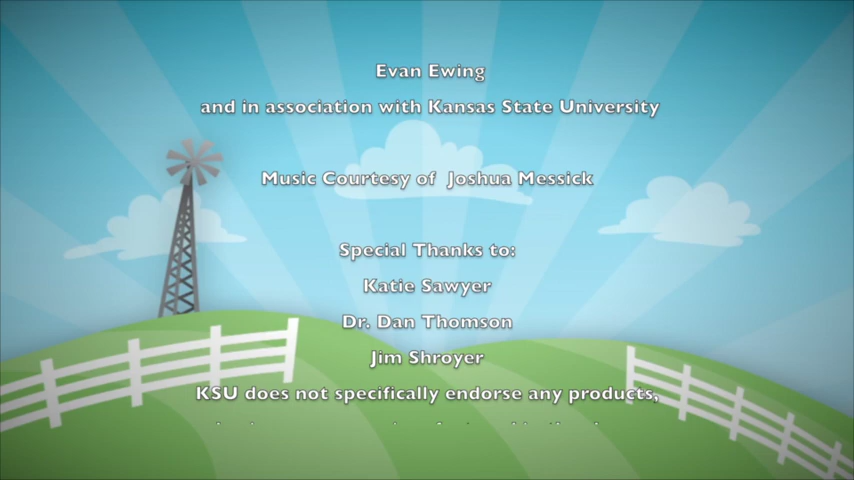 Evan Ewing
and in association with Kansas State University
Music Courtesy of Joshua Messick
Special Thanks to:
Katie Sawyer
Dr. Dan Thomson
Jim Shroyer
KSU does not specifically endorse any products,